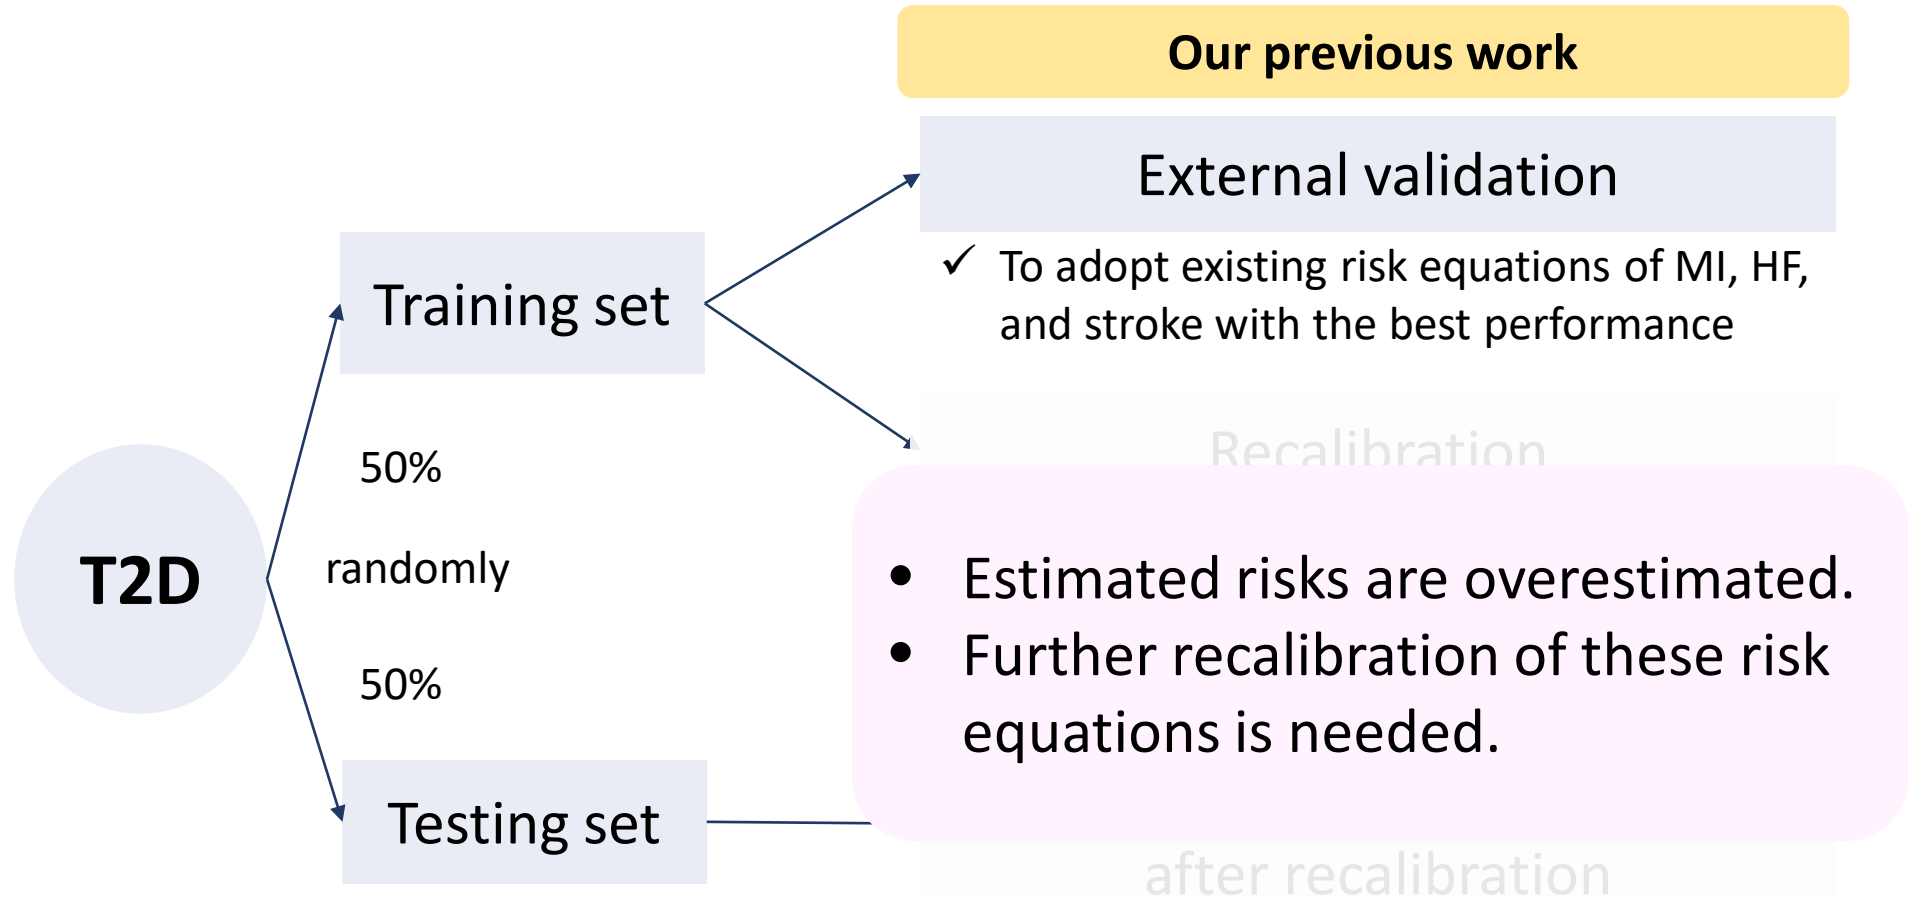 Our previous work
External validation
✓ To adopt existing risk equations of MI, HF,
and stroke with the best performance
Training set
Recalibration
50%
randomly
T2D
50%
• Estimated risks are overestimated.
• Further recalibration of these risk
equations is needed.
Testing set
after recalibration